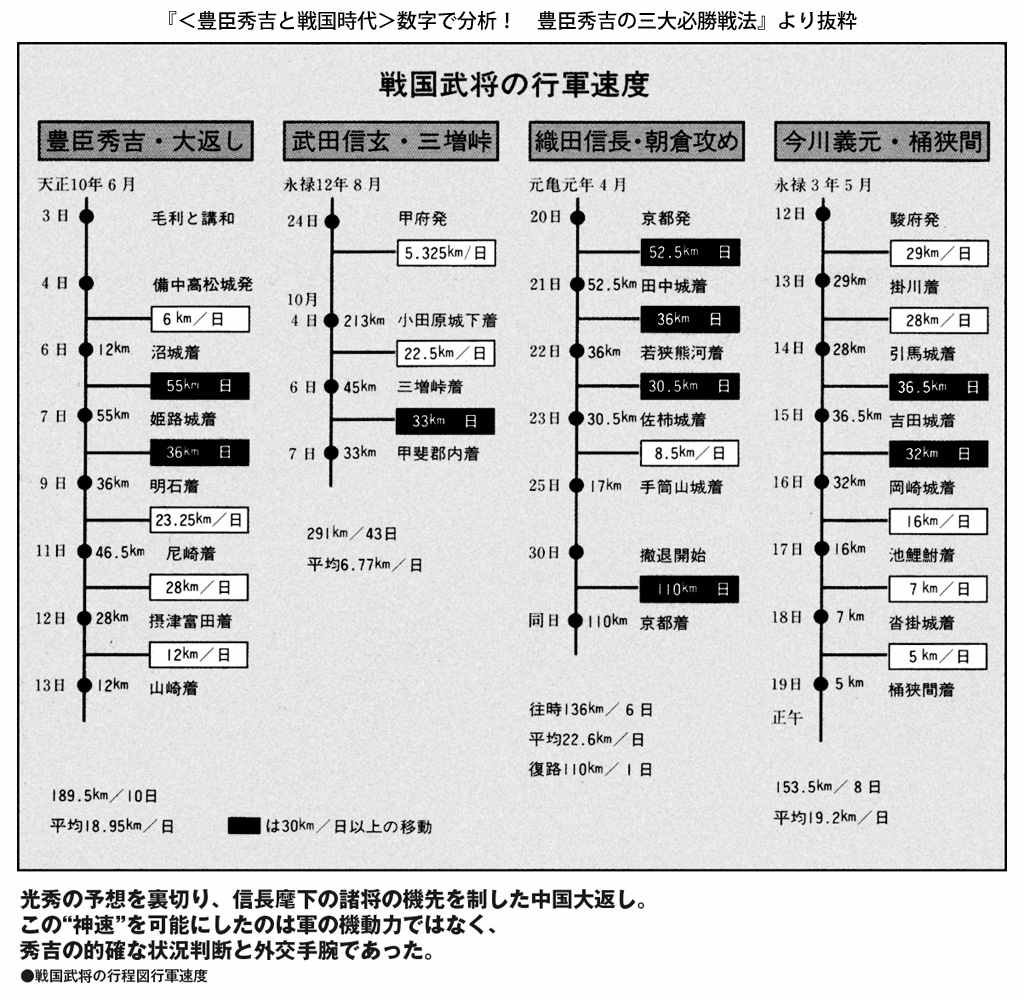 『＜豊臣秀吉と戦国時代＞数字で分析！　豊臣秀吉の三大必勝戦法』より抜粋
戦国武将の行軍速度
豊臣秀吉・大返し
天正10年6月
3日 毛利と講和
4日 備中高松城発
6km／日
6日 12km 沼城着
55km 日
7日 55km 姫路城着
36km 日
9日 36km 明石着
23.25km／日
11日 46.5km 尼崎着
28km／日
12日 28km 摂津富田着
12km／日
13日 12km 山崎着
189.5km／10日
平均18.95km／日
武田信玄・三増峠
永禄12年8月
24日 甲府発
5.325km/日
10月
4日 213km 小田原城下着
22.5km／日
6日 45km 三増峠着
33km 日
7日 33km 甲斐郡内着
291km／43日
平均6.77km／日
織田信長・朝倉攻め
元亀元年4月
20日 京都発
52.5km 日
21日 52.5km 田中城着
36km 日
22日 36km 若狭熊河着
30.5km 日
23日 30.5km 佐柿城着
8.5km／日
25日 17km 手筒山城着
30日 撤退開始
110km 日
同日 110km 京都着
往時136km／6日
平均22.6km／日
復路110km／1日
今川義元・桶狭間
永禄3年5月
12日 駿府発
29km／日
13日 29km 掛川着
28km／日
14日 28km 引馬城着
36.5km 日
15日 36.5km 吉田城着
32km 日
16日 32km 岡崎城着
16km／日
17日 16km 池鯉鮒着
7km／日
18日 7km 沓掛城着
5km／日
19日 5km 桶狭間着
正午
153.5km／8日
平均19.2km／日
は30km／日以上の移動
光秀の予想を裏切り、信長麾下の諸将の機先を制した中国大返し。
この“神速”を可能にしたのは軍の機動力ではなく、
秀吉の的確な状況判断と外交手腕であった。
●戦国武将の行程図行軍速度